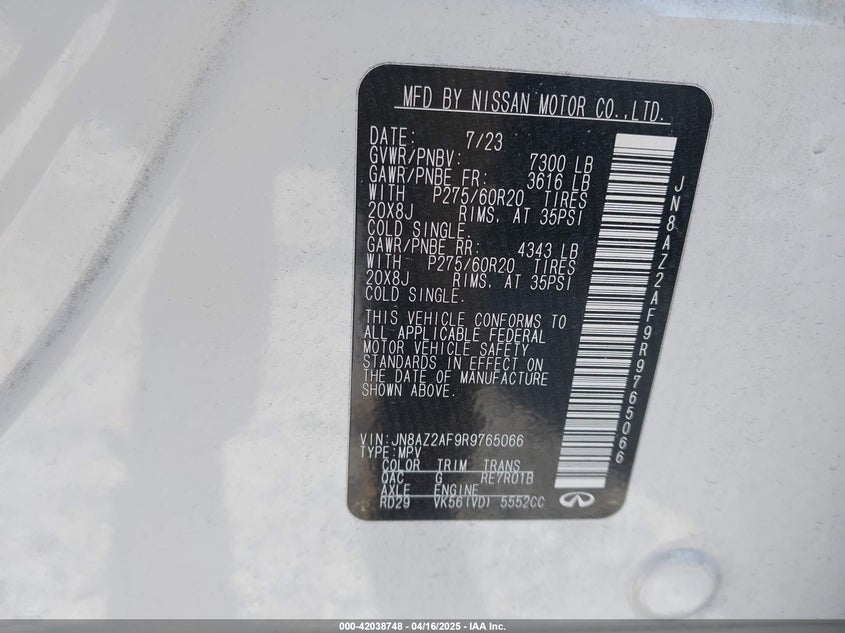 MFD BY NISSAN MOTOR CO.,LTD.
DATE: 7/23
GVWR/PNBV: 7300 LB
GAWR/PNBE FR: 3616 LB
WITH P275/60R20 TIRES
20X8J RIMS, AT 35PSI
COLD SINGLE.
GAWR/PNBE RR: 4343 LB
WITH P275/60R20 TIRES
20X8J RIMS, AT 35PSI
COLD SINGLE.
THIS VEHICLE CONFORMS TO
ALL APPLICABLE FEDERAL
MOTOR VEHICLE SAFETY
STANDARDS IN EFFECT ON
THE DATE OF MANUFACTURE
SHOWN ABOVE.
VIN: JN8AZ2AF9R9765066
TYPE: MPV
COLOR TRIM TRANS
QAC G RE7R01B
AXLE ENGINE
RD29 VK56(VD) 5552CC
JN8AZ2AF9R9765066
000-42038748 - 04/16/2025 - IAA Inc.